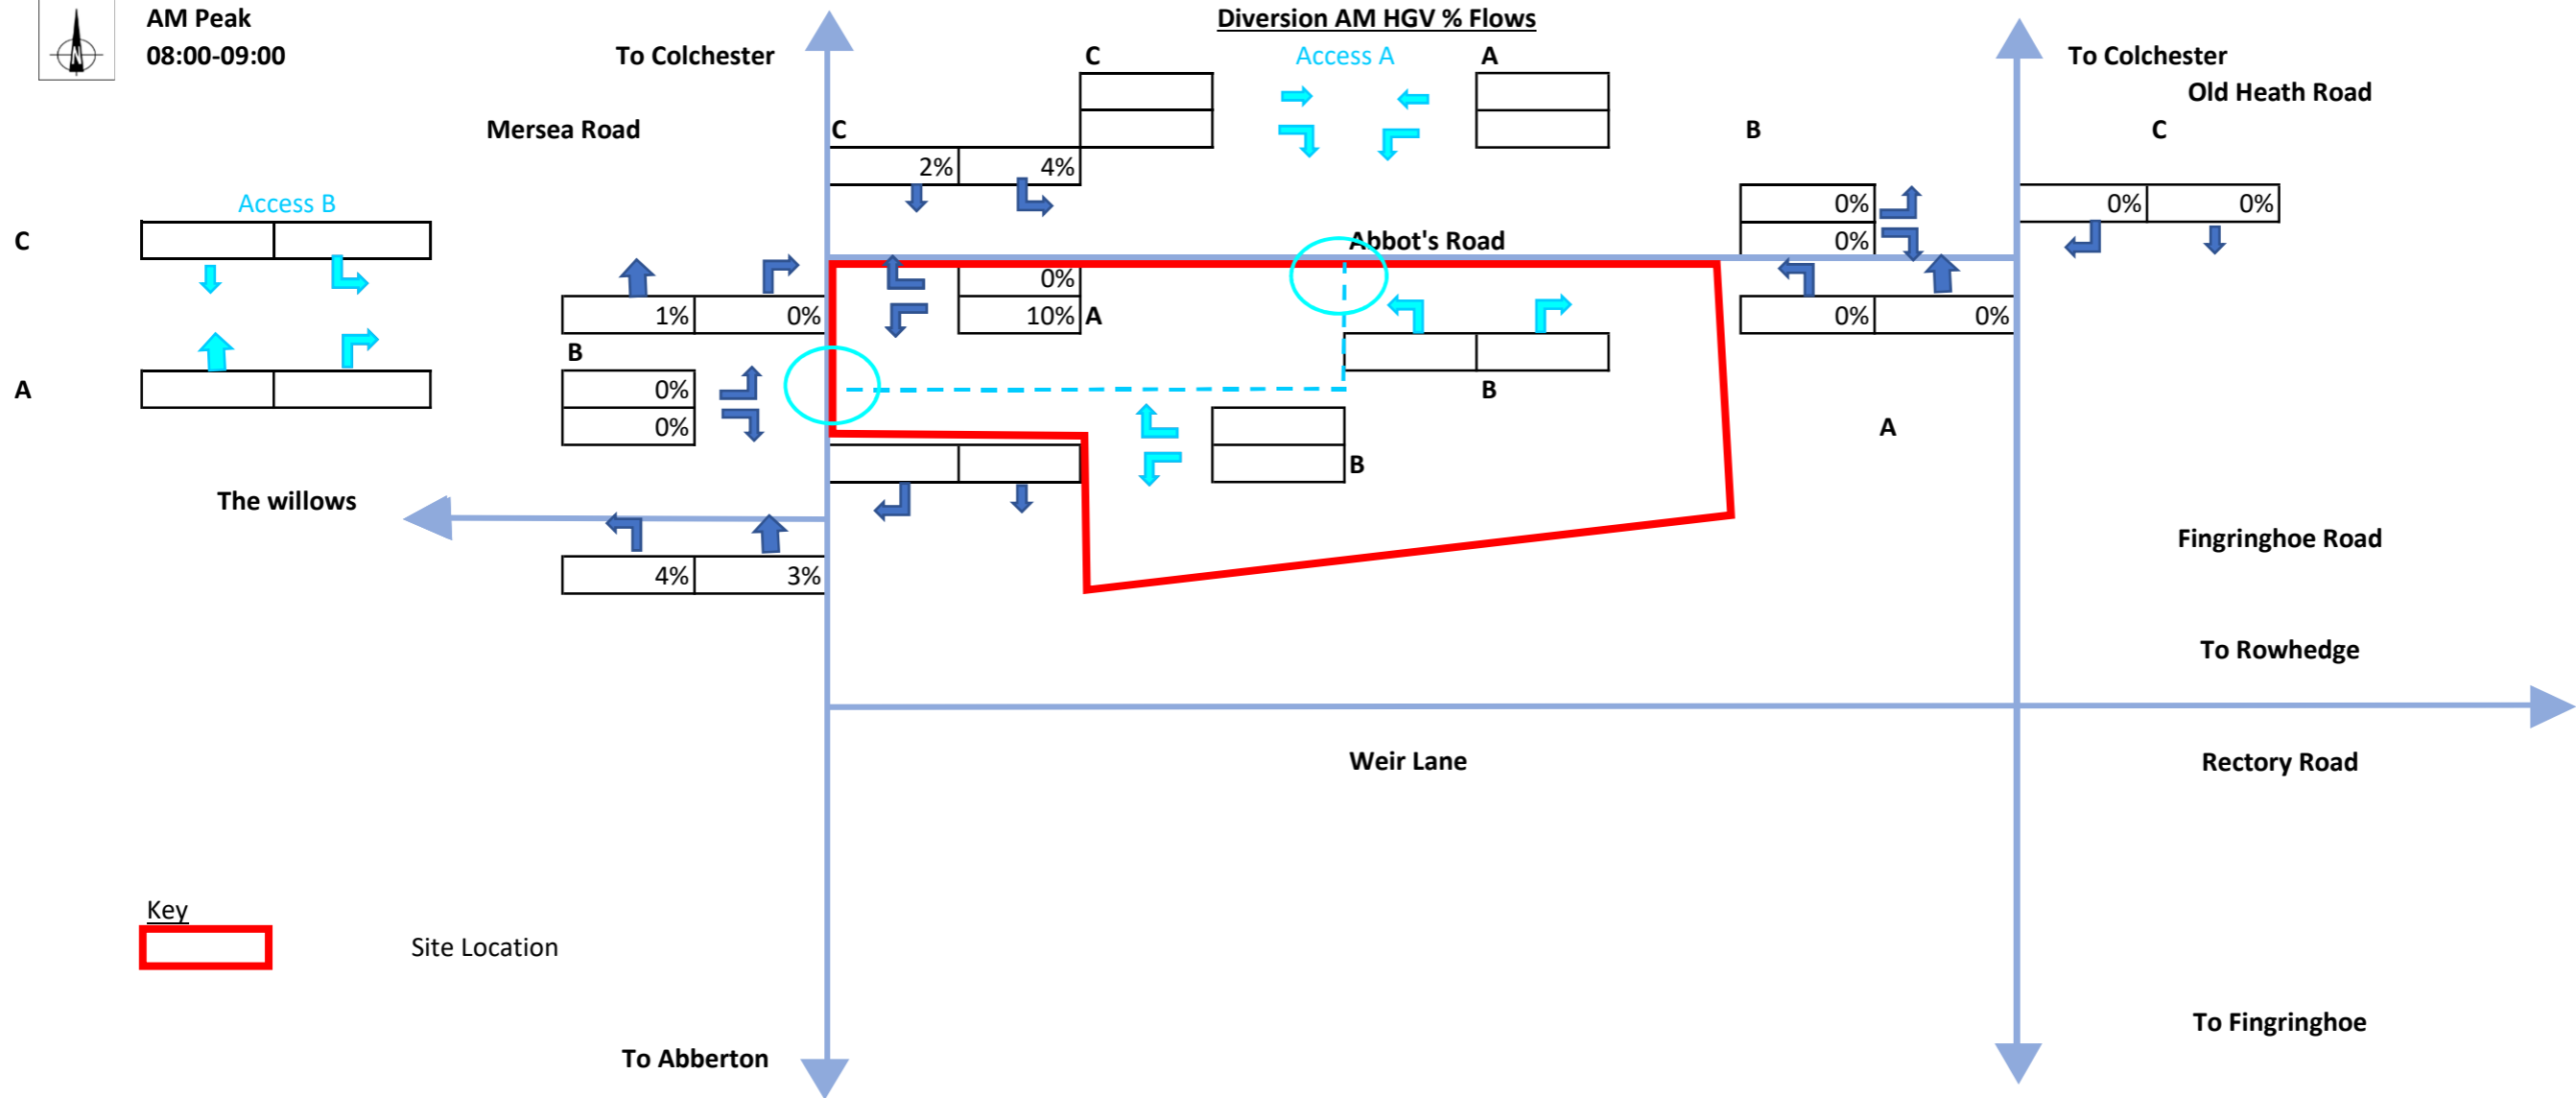 AM Peak
Diversion AM HGV % Flows
08:00-09:00
To Colchester
C
Access A
A
To Colchester
Old Heath Road
Mersea Road
C
B
C
2%
4%
Access B
0%
0%
0%
C
Abbot's Road
0%
0%
1%
0%
10%
A
0%
0%
B
A
0%
B
0%
A
B
The willows
Fingringhoe Road
4%
3%
To Rowhedge
Weir Lane
Rectory Road
Key
Site Location
To Fingringhoe
To Abberton
N